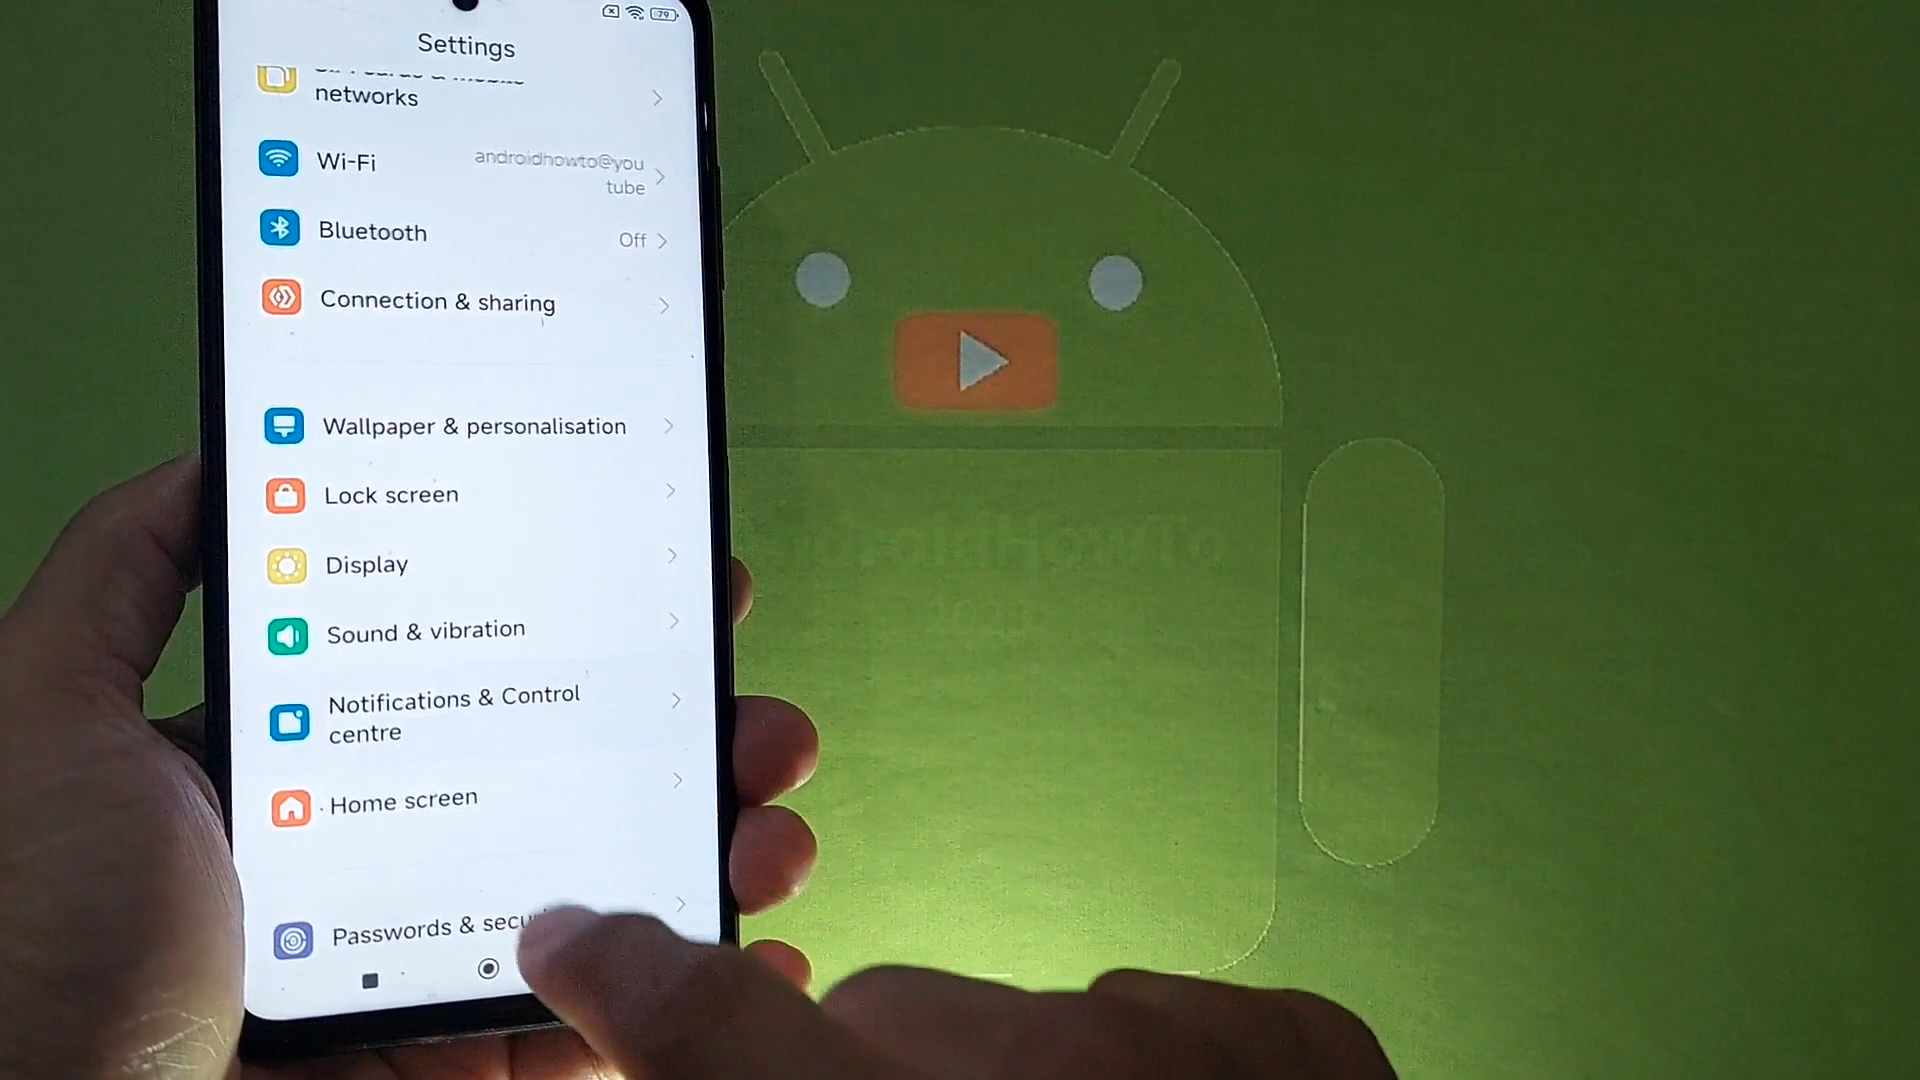 79
Settings
networks
Wi-Fi
androidhowto@you
tube
Bluetooth
Off
Connection & sharing
Wallpaper & personalisation
Lock screen
Display
Sound & vibration
Notifications & Control
centre
Home screen
Passwords &